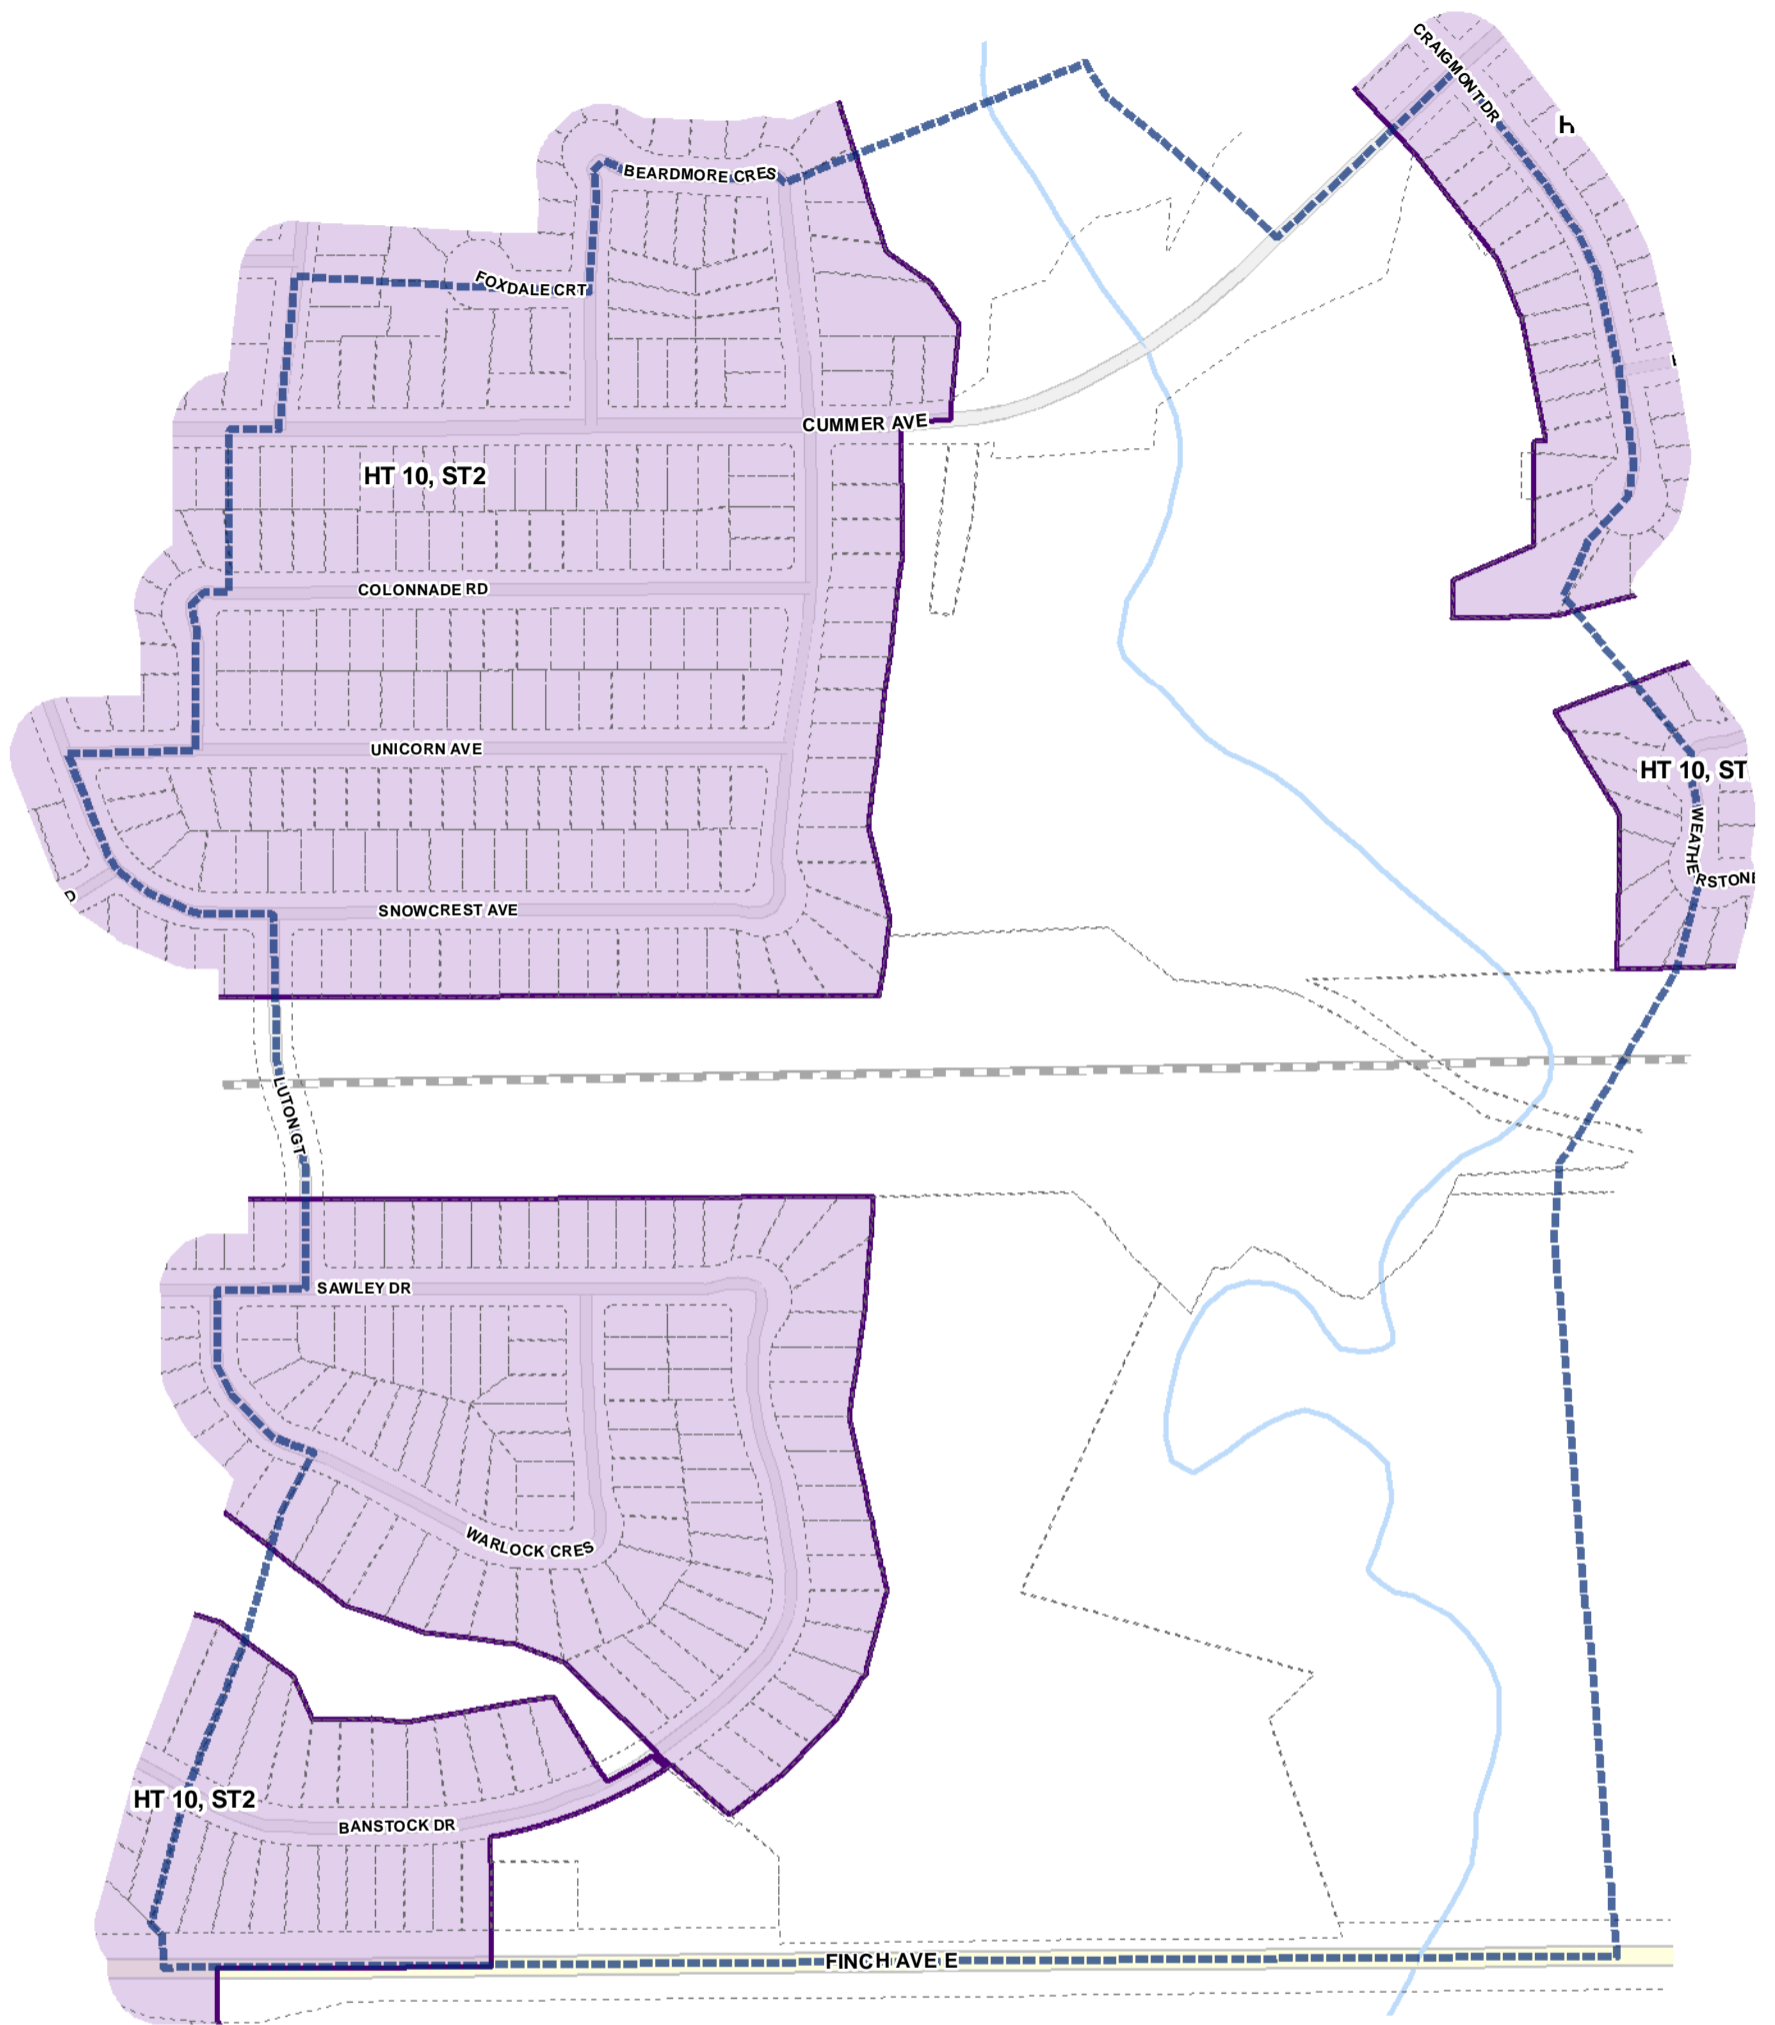 CRAIGMONT DR
H
BEARDMORE CRES
FOXDALE CRT
CUMMER AVE
HT 10, ST2
COLONNADE RD
UNICORN AVE
HT 10, ST
WEATHERSTONE
D
SNOWCREST AVE
LUTON GT
SAWLEY DR
WARLOCK CRES
HT 10, ST2
BANSTOCK DR
FINCH AVE E